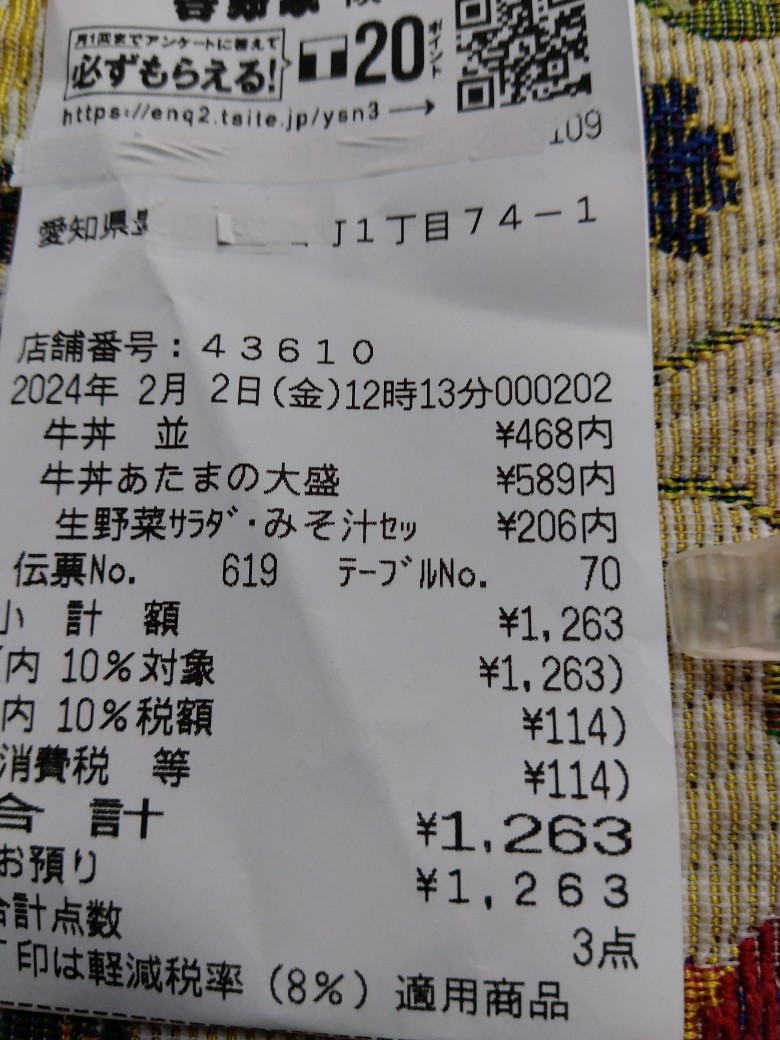 月1回までアンケートに答えて
必ずもらえる!
T20ポイント
https://enq2.tsite.jp/ysn3
109
愛知県 1丁目74-1
店舗番号:43610
2024年 2月 2日(金)12時13分000202
牛丼 並 ¥468内
牛丼あたまの大盛 ¥589内
生野菜ｻﾗﾀﾞ・みそ汁ｾｯ ¥206内
伝票No. 619 ﾃｰﾌﾞﾙNo. 70
小 計 額 ¥1,263
(内 10%対象 ¥1,263)
内 10%税額 ¥114)
消費税 等 ¥114)
合 計 ¥1,263
お預り ¥1,263
合計点数 3点
印は軽減税率(8%)適用商品